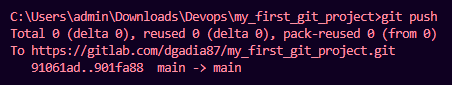 C:\Users\admin\Downloads\Devops\my_first_git_project>git push
Total 0 (delta 0), reused 0 (delta 0), pack-reused 0 (from 0)
To https://gitlab.com/dgadia87/my_first_git_project.git
   91061ad..901fa88  main -> main